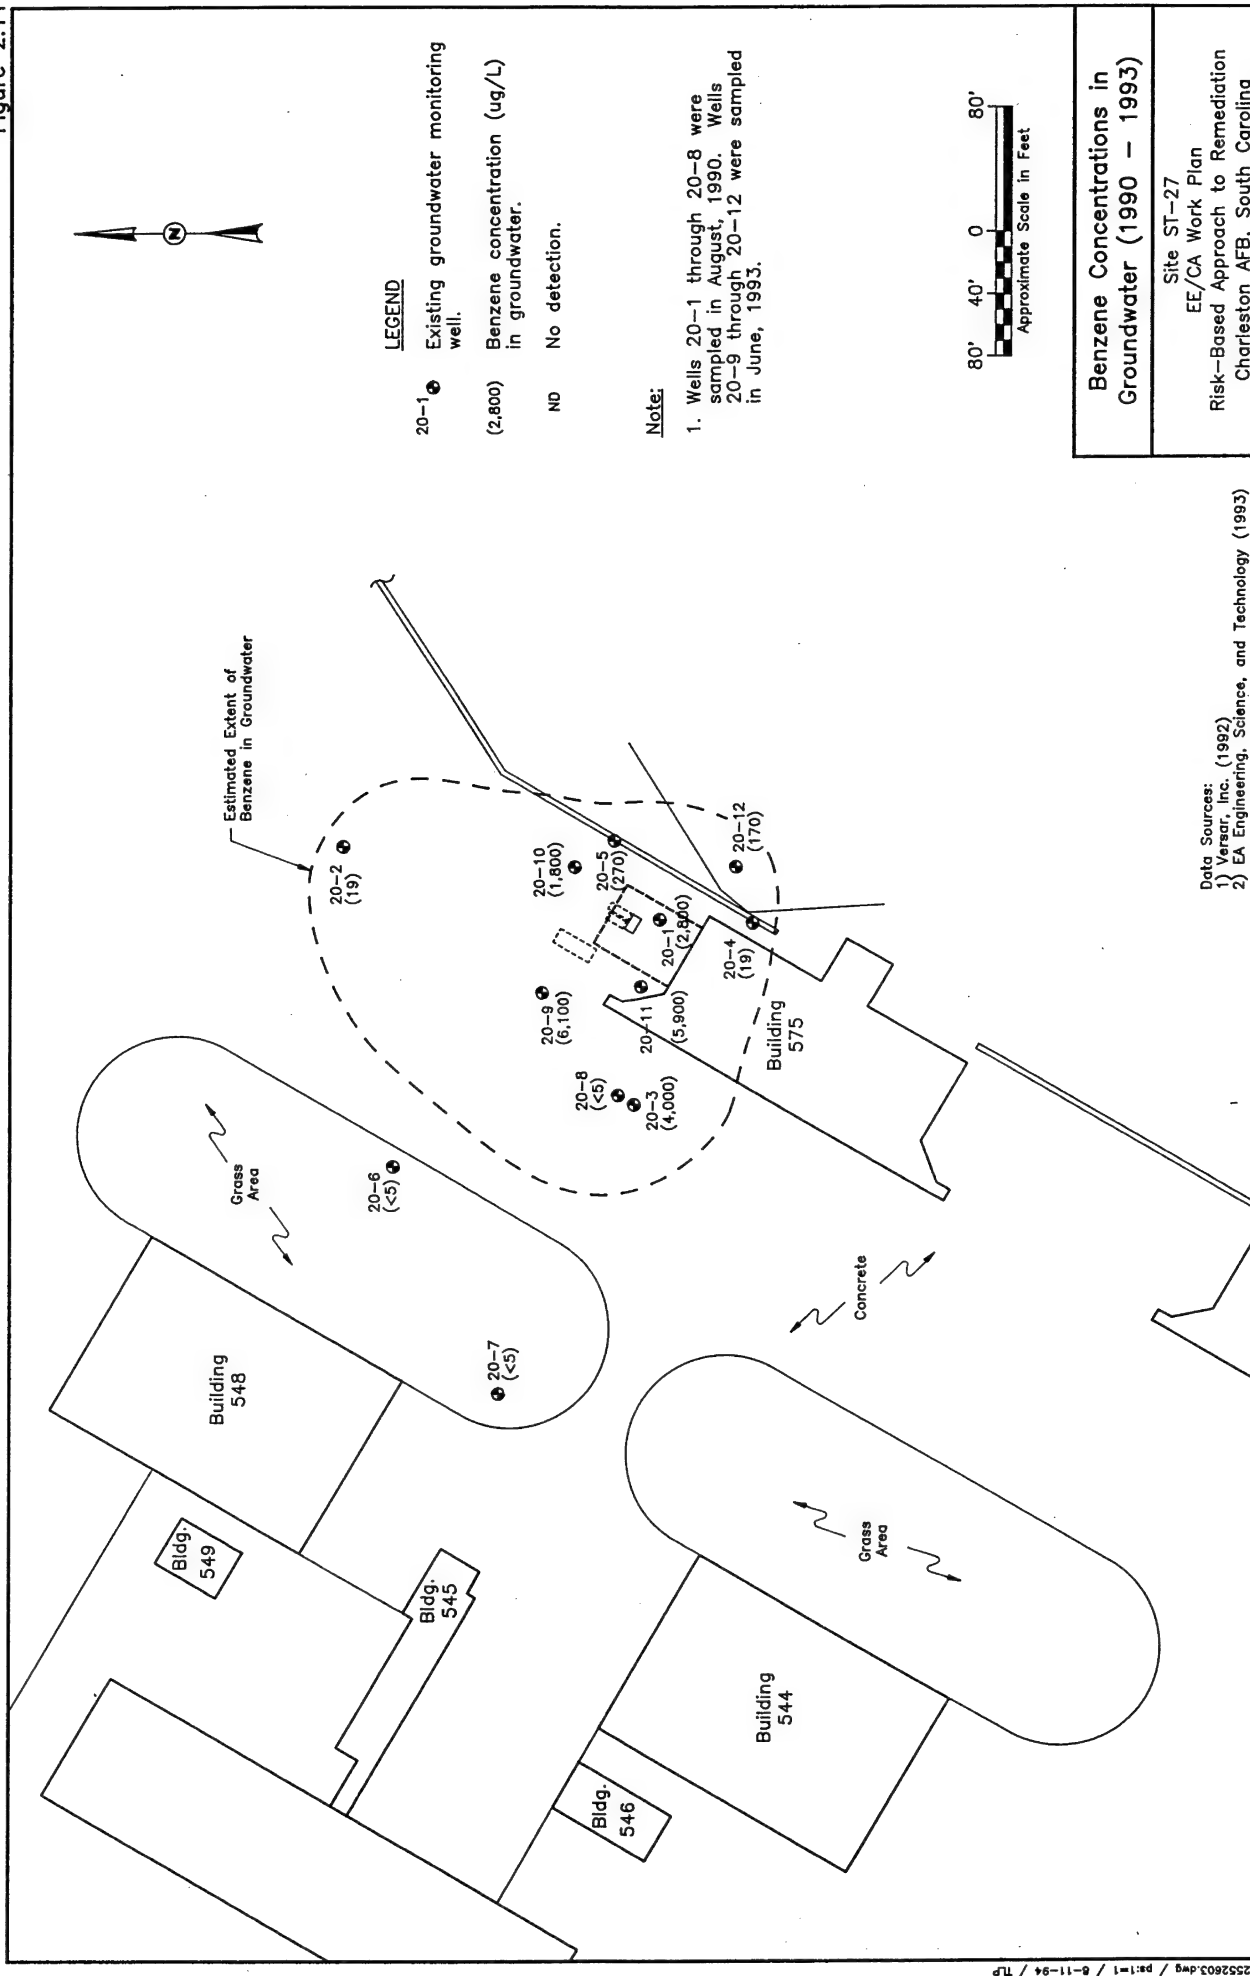 LEGEND
20-1 Existing groundwater monitoring
well.
(2,800) Benzene concentration (ug/L)
in groundwater.
ND No detection.
Note:
1. Wells 20-1 through 20-8 were
sampled in August, 1990. Wells
20-9 through 20-12 were sampled
in June, 1993.
N
Estimated Extent of
Benzene in Groundwater
20-2
(19)
20-10
(1,800)
20-5
(270)
20-12
(170)
20-1
(2,800)
20-4
(19)
20-9
(6,100)
20-11
(5,900)
20-8
(<5)
20-3
(4,000)
20-6
(<5)
20-7
(<5)
Building
575
Grass
Area
Building
548
Bldg.
549
Bldg.
545
Concrete
Grass
Area
Building
544
Bldg.
546
80' 40' 0 80'
Approximate Scale in Feet
Data Sources:
1) Versar, Inc. (1992)
2) EA Engineering, Science, and Technology (1993)
Benzene Concentrations in
Groundwater (1990 - 1993)
Site ST-27
EE/CA Work Plan
Risk-Based Approach to Remediation
Charleston AFB, South Carolina
2552603.dwg / ps:1=1 / 8-11-94 / TLP